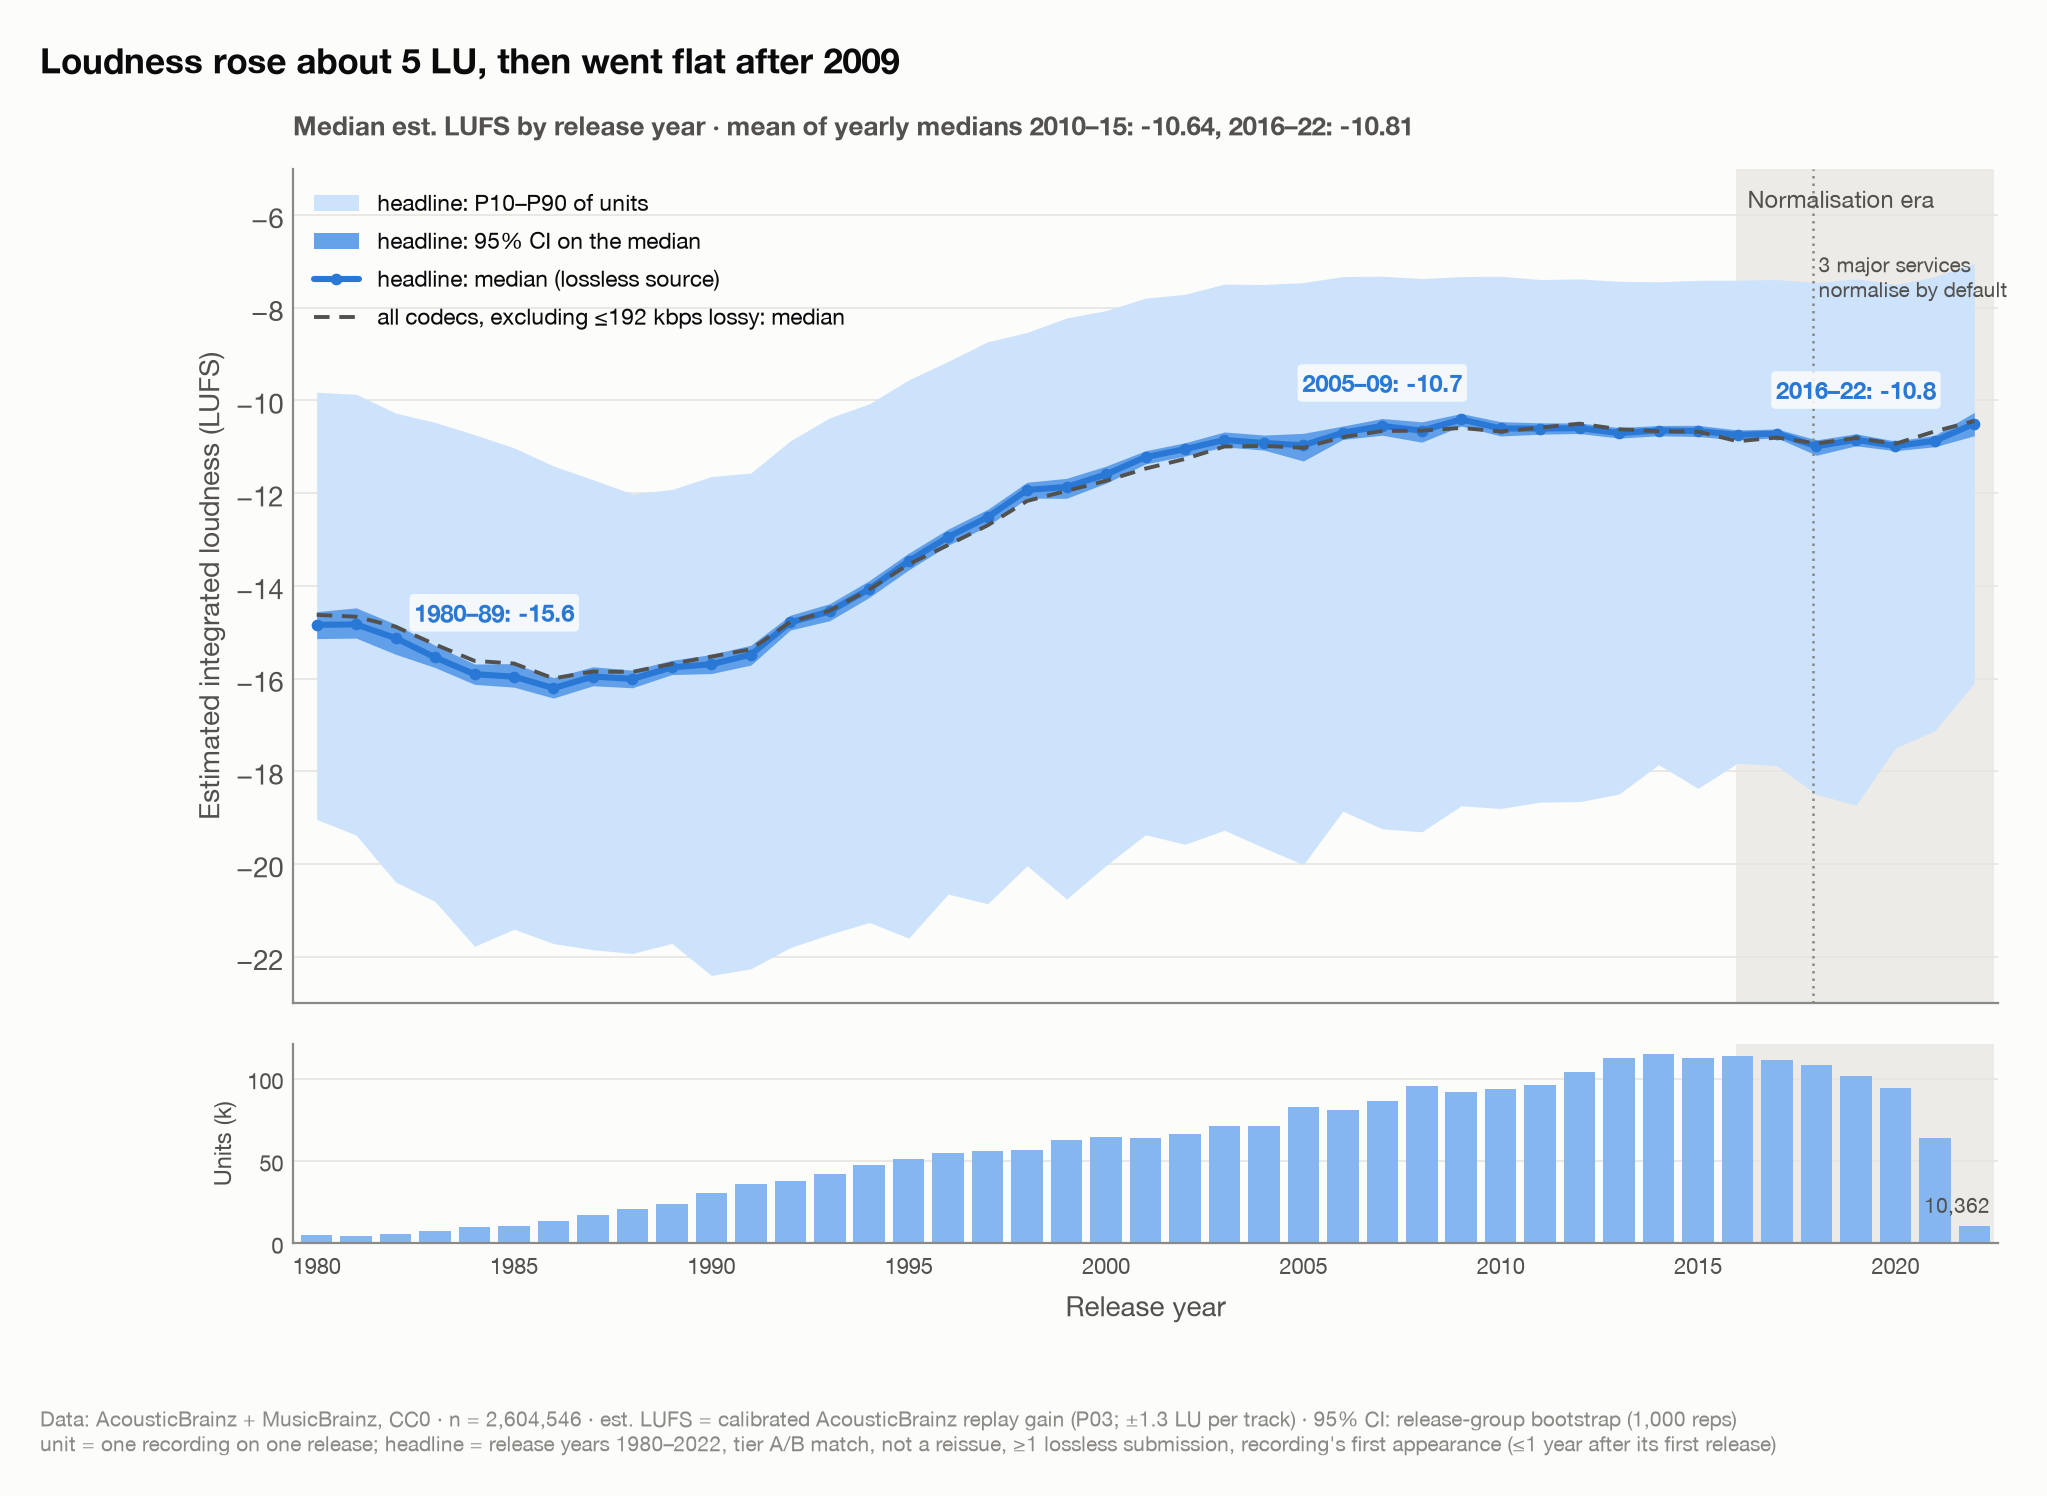 Loudness rose about 5 LU, then went flat after 2009
Median est. LUFS by release year · mean of yearly medians 2010–15: -10.64, 2016–22: -10.81
headline: P10–P90 of units
headline: 95% CI on the median
headline: median (lossless source)
all codecs, excluding ≤192 kbps lossy: median
Normalisation era
3 major services
normalise by default
2005–09: -10.7
2016–22: -10.8
1980–89: -15.6
Estimated integrated loudness (LUFS)
−6
−8
−10
−12
−14
−16
−18
−20
−22
Units (k)
100
50
0
10,362
1980 1985 1990 1995 2000 2005 2010 2015 2020
Release year
Data: AcousticBrainz + MusicBrainz, CC0 · n = 2,604,546 · est. LUFS = calibrated AcousticBrainz replay gain (P03; ±1.3 LU per track) · 95% CI: release-group bootstrap (1,000 reps)
unit = one recording on one release; headline = release years 1980–2022, tier A/B match, not a reissue, ≥1 lossless submission, recording's first appearance (≤1 year after its first release)